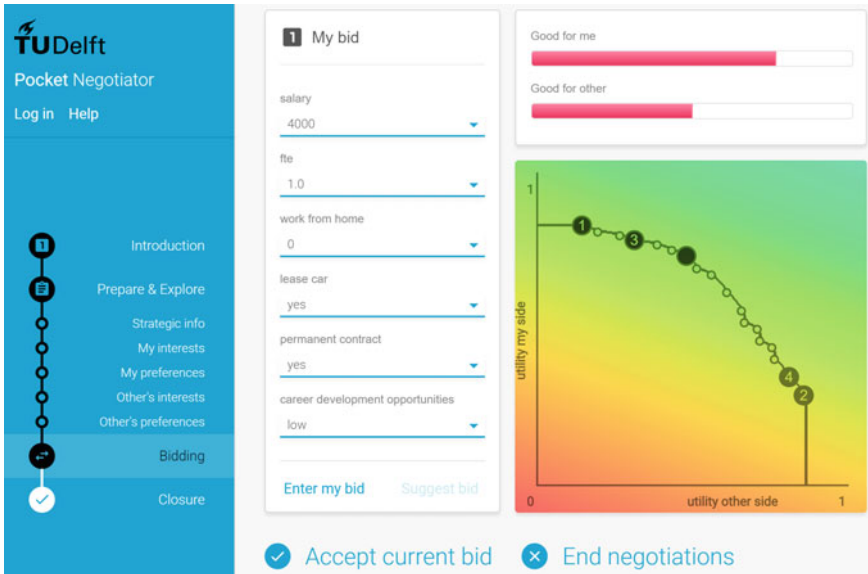 TUDelft
Pocket Negotiator
Log in Help
1 Introduction
Prepare & Explore
Strategic info
My interests
My preferences
Other's interests
Other's preferences
Bidding
Closure
1 My bid
salary
4000
fte
1.0
work from home
0
lease car
yes
permanent contract
yes
career development opportunities
low
Enter my bid Suggest bid
Good for me
Good for other
1
1
3
4
2
utility my side
0 utility other side 1
Accept current bid End negotiations